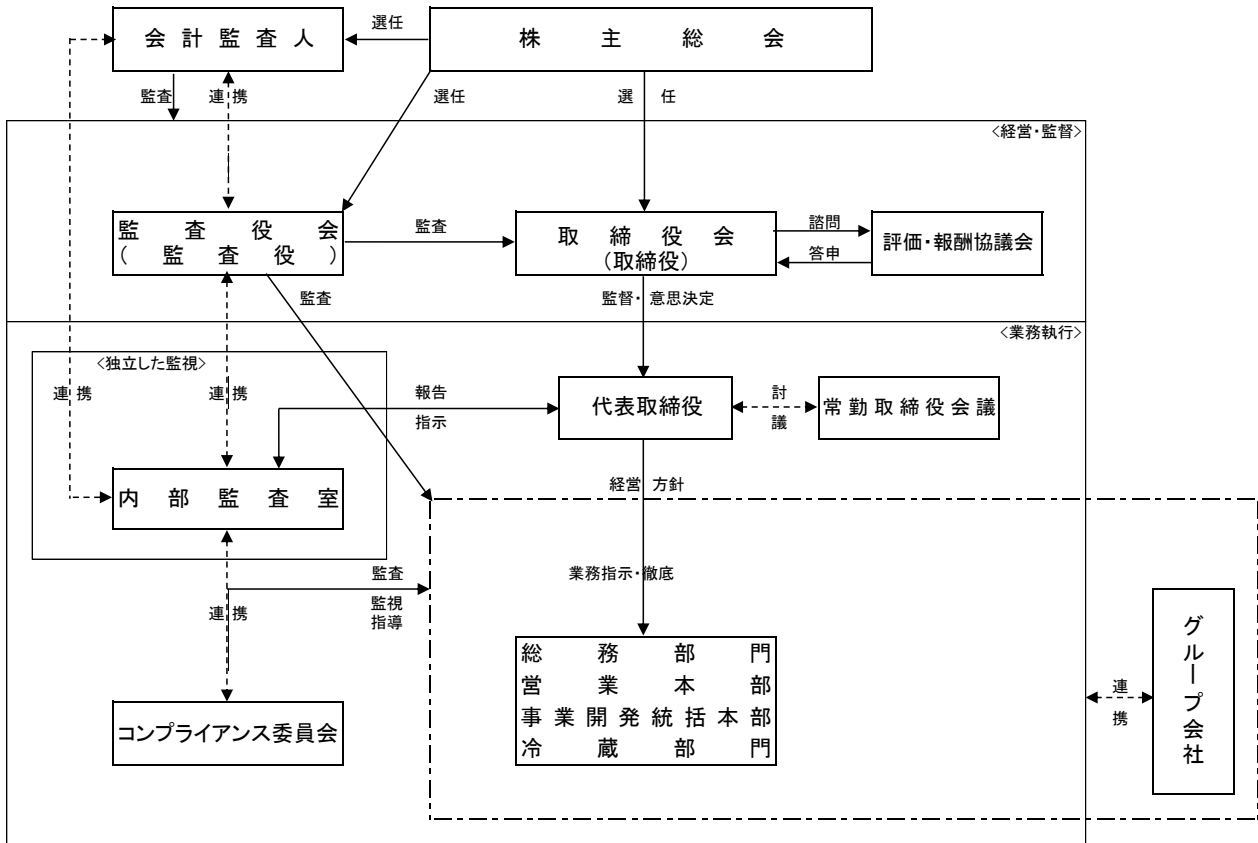 会計監査人
選任
株主総会
監査
連携
選任
選任
<経営・監督>
監査役会
(監査役)
監査
取締役会
(取締役)
諮問
答申
評価・報酬協議会
監査
監督・意思決定
<業務執行>
<独立した監視>
連携
連携
報告
指示
代表取締役
討
議
常勤取締役会議
内部監査室
経営方針
監査
監視
指導
連携
業務指示・徹底
総務部門
営業本部
事業開発統括本部
冷蔵部門
コンプライアンス委員会
連
携
グループ会社